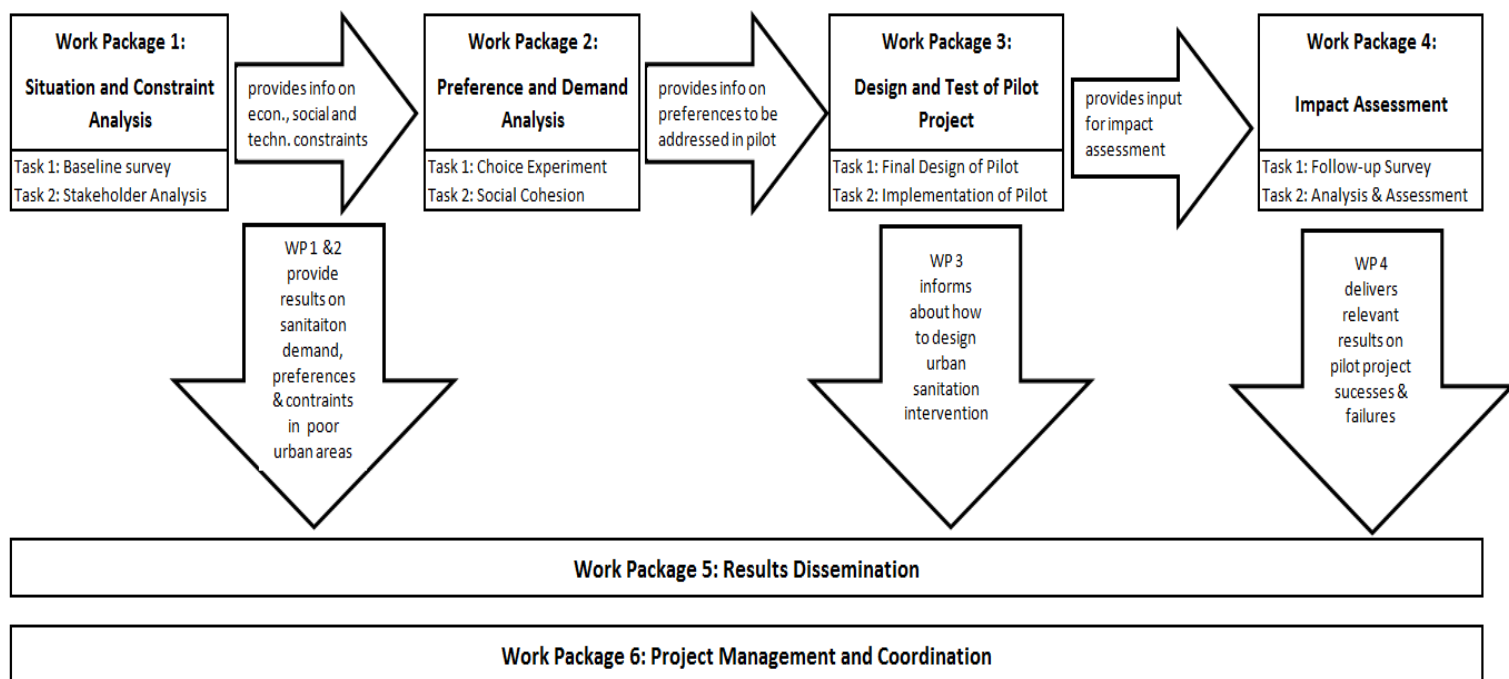 Work Package 1:
Situation and Constraint
Analysis
Task 1: Baseline survey
Task 2: Stakeholder Analysis
provides info on
econ., social and
techn. constraints
Work Package 2:
Preference and Demand
Analysis
Task 1: Choice Experiment
Task 2: Social Cohesion
provides info on
preferences to be
addressed in pilot
Work Package 3:
Design and Test of Pilot
Project
Task 1: Final Design of Pilot
Task 2: Implementation of Pilot
provides input
for impact
assessment
Work Package 4:
Impact Assessment
Task 1: Follow-up Survey
Task 2: Analysis & Assessment
WP 1 &2
provide
results on
sanitaiton
demand,
preferences
& contraints
in poor
urban areas
WP 3
informs
about how
to design
urban
sanitation
intervention
WP 4
delivers
relevant
results on
pilot project
sucesses &
failures
Work Package 5: Results Dissemination
Work Package 6: Project Management and Coordination